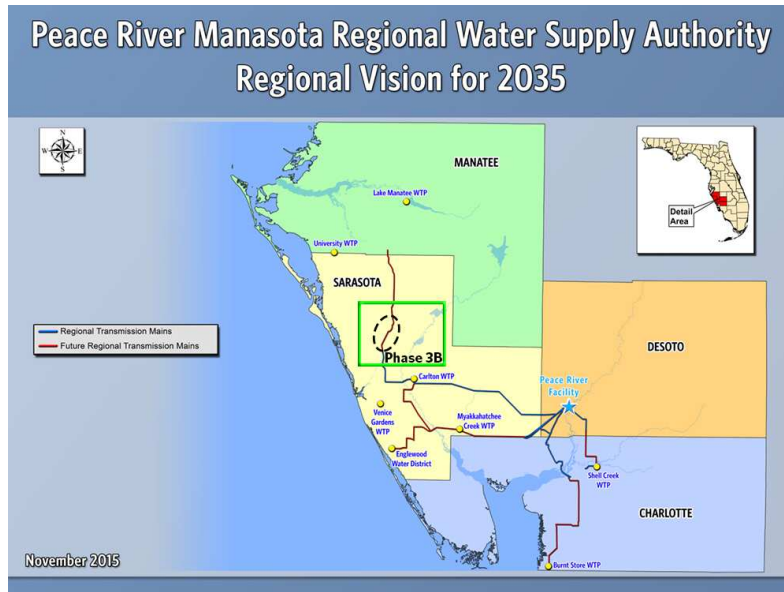 Peace River Manasota Regional Water Supply Authority
Regional Vision for 2035
N
W
E
S
MANATEE
Lake Manatee WTP
Detail
Area
University WTP
SARASOTA
Regional Transmission Mains
Future Regional Transmission Mains
Phase 3B
DESOTO
Carlton WTP
Peace River
Facility
Venice
Gardens
WTP
Myakkahatchee
Creek WTP
Englewood
Water District
Shell Creek
WTP
CHARLOTTE
November 2015
Burnt Store WTP